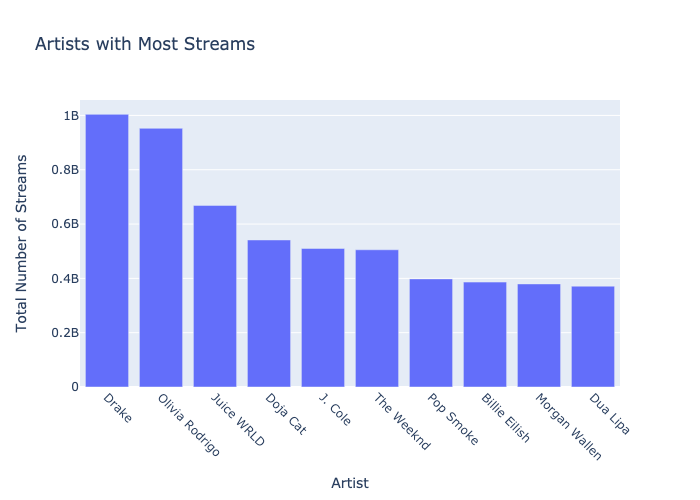 Artists with Most Streams
Total Number of Streams
1B
0.8B
0.6B
0.4B
0.2B
0
Drake
Olivia Rodrigo
Juice WRLD
Doja Cat
J. Cole
The Weeknd
Pop Smoke
Billie Eilish
Morgan Wallen
Dua Lipa
Artist